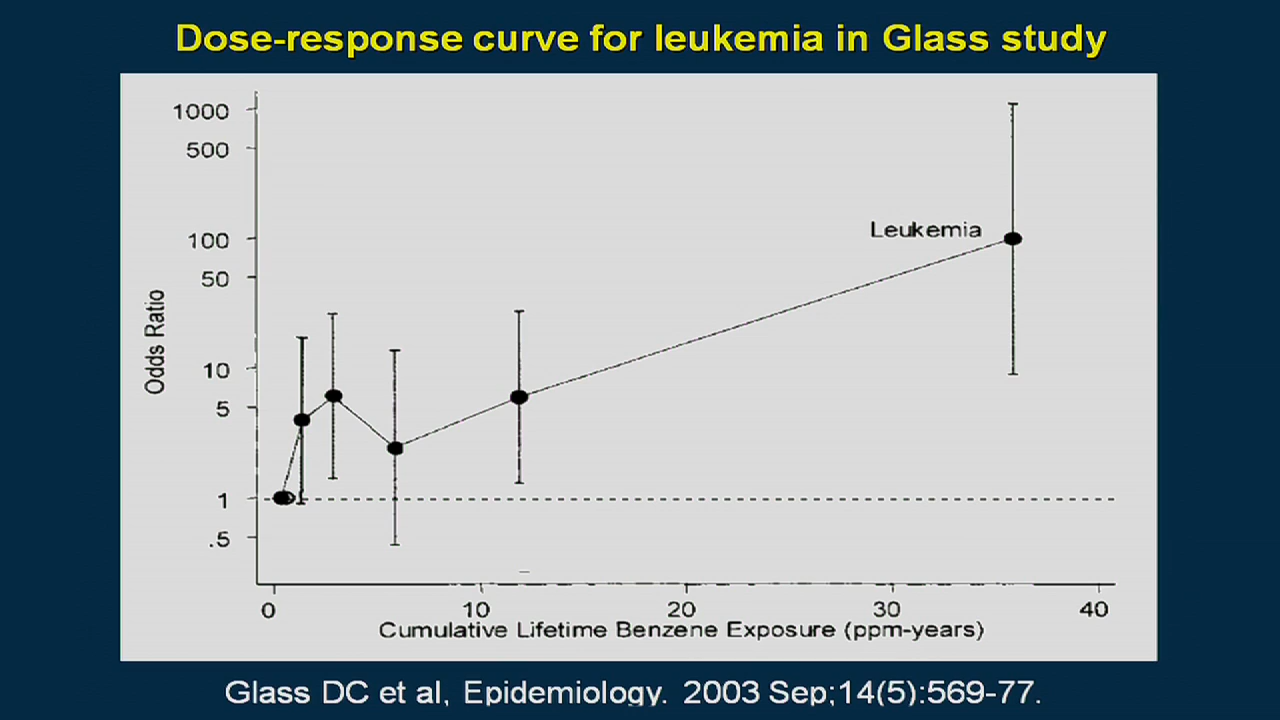 Dose-response curve for leukemia in Glass study
1000
500
100
50
10
5
1
.5
Odds Ratio
Leukemia
0 10 20 30 40
Cumulative Lifetime Benzene Exposure (ppm-years)
Glass DC et al, Epidemiology. 2003 Sep;14(5):569-77.